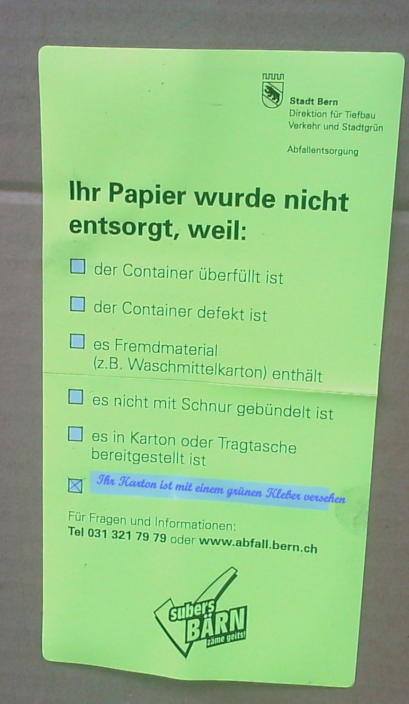 Stadt Bern
Direktion für Tiefbau
Verkehr und Stadtgrün
Abfallentsorgung
Ihr Papier wurde nicht
entsorgt, weil:
der Container überfüllt ist
der Container defekt ist
es Fremdmaterial
(z.B. Waschmittelkarton) enthält
es nicht mit Schnur gebündelt ist
es in Karton oder Tragtasche
bereitgestellt ist
Ihr Karton ist mit einem grünen Kleber versehen
Für Fragen und Informationen:
Tel 031 321 79 79 oder www.abfall.bern.ch
subers
BÄRN
zäme geits!